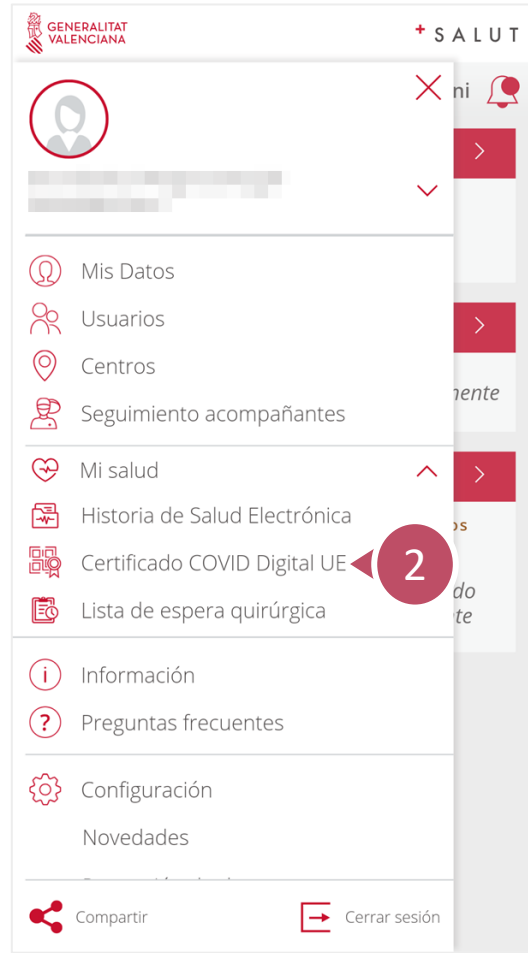 GENERALITAT
VALENCIANA
+ SALUT
ni
Mis Datos
Usuarios
Centros
nente
Seguimiento acompañantes
Mi salud
Historia de Salud Electrónica
os
Certificado COVID Digital UE
2
do
Lista de espera quirúrgica
te
i
Información
?
Preguntas frecuentes
Configuración
Novedades
Compartir
Cerrar sesión